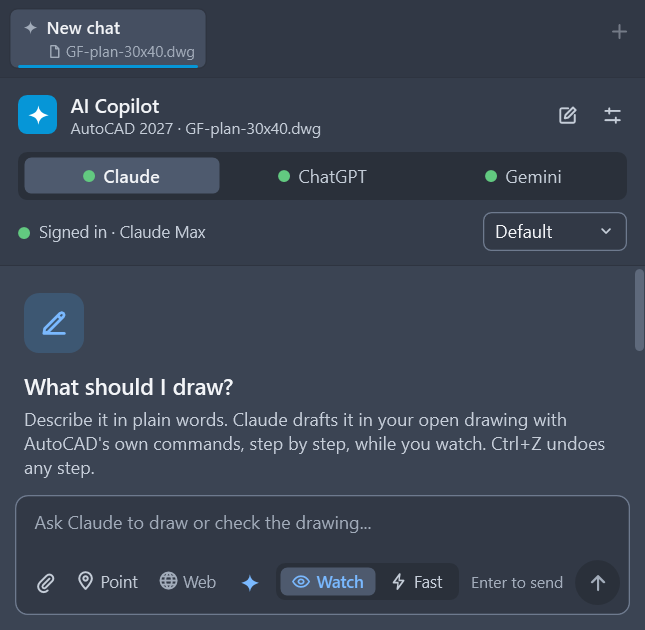 New chat
GF-plan-30x40.dwg
AI Copilot
AutoCAD 2027 · GF-plan-30x40.dwg
Claude ChatGPT Gemini
Signed in · Claude Max Default
What should I draw?
Describe it in plain words. Claude drafts it in your open drawing with
AutoCAD's own commands, step by step, while you watch. Ctrl+Z undoes
any step.
Ask Claude to draw or check the drawing...
Point Web Watch Fast Enter to send